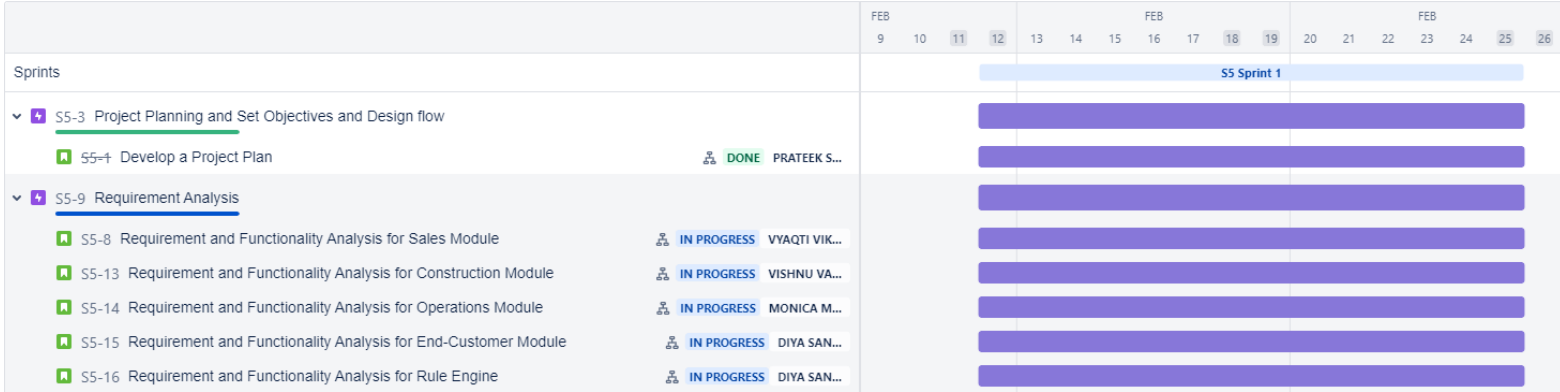 FEB FEB FEB
9 10 11 12 13 14 15 16 17 18 19 20 21 22 23 24 25 26
Sprints S5 Sprint 1
S5-3 Project Planning and Set Objectives and Design flow
S5-1 Develop a Project Plan DONE PRATEEK S...
S5-9 Requirement Analysis
S5-8 Requirement and Functionality Analysis for Sales Module IN PROGRESS VYAQTI VIK...
S5-13 Requirement and Functionality Analysis for Construction Module IN PROGRESS VISHNU VA...
S5-14 Requirement and Functionality Analysis for Operations Module IN PROGRESS MONICA M...
S5-15 Requirement and Functionality Analysis for End-Customer Module IN PROGRESS DIYA SAN...
S5-16 Requirement and Functionality Analysis for Rule Engine IN PROGRESS DIYA SAN...